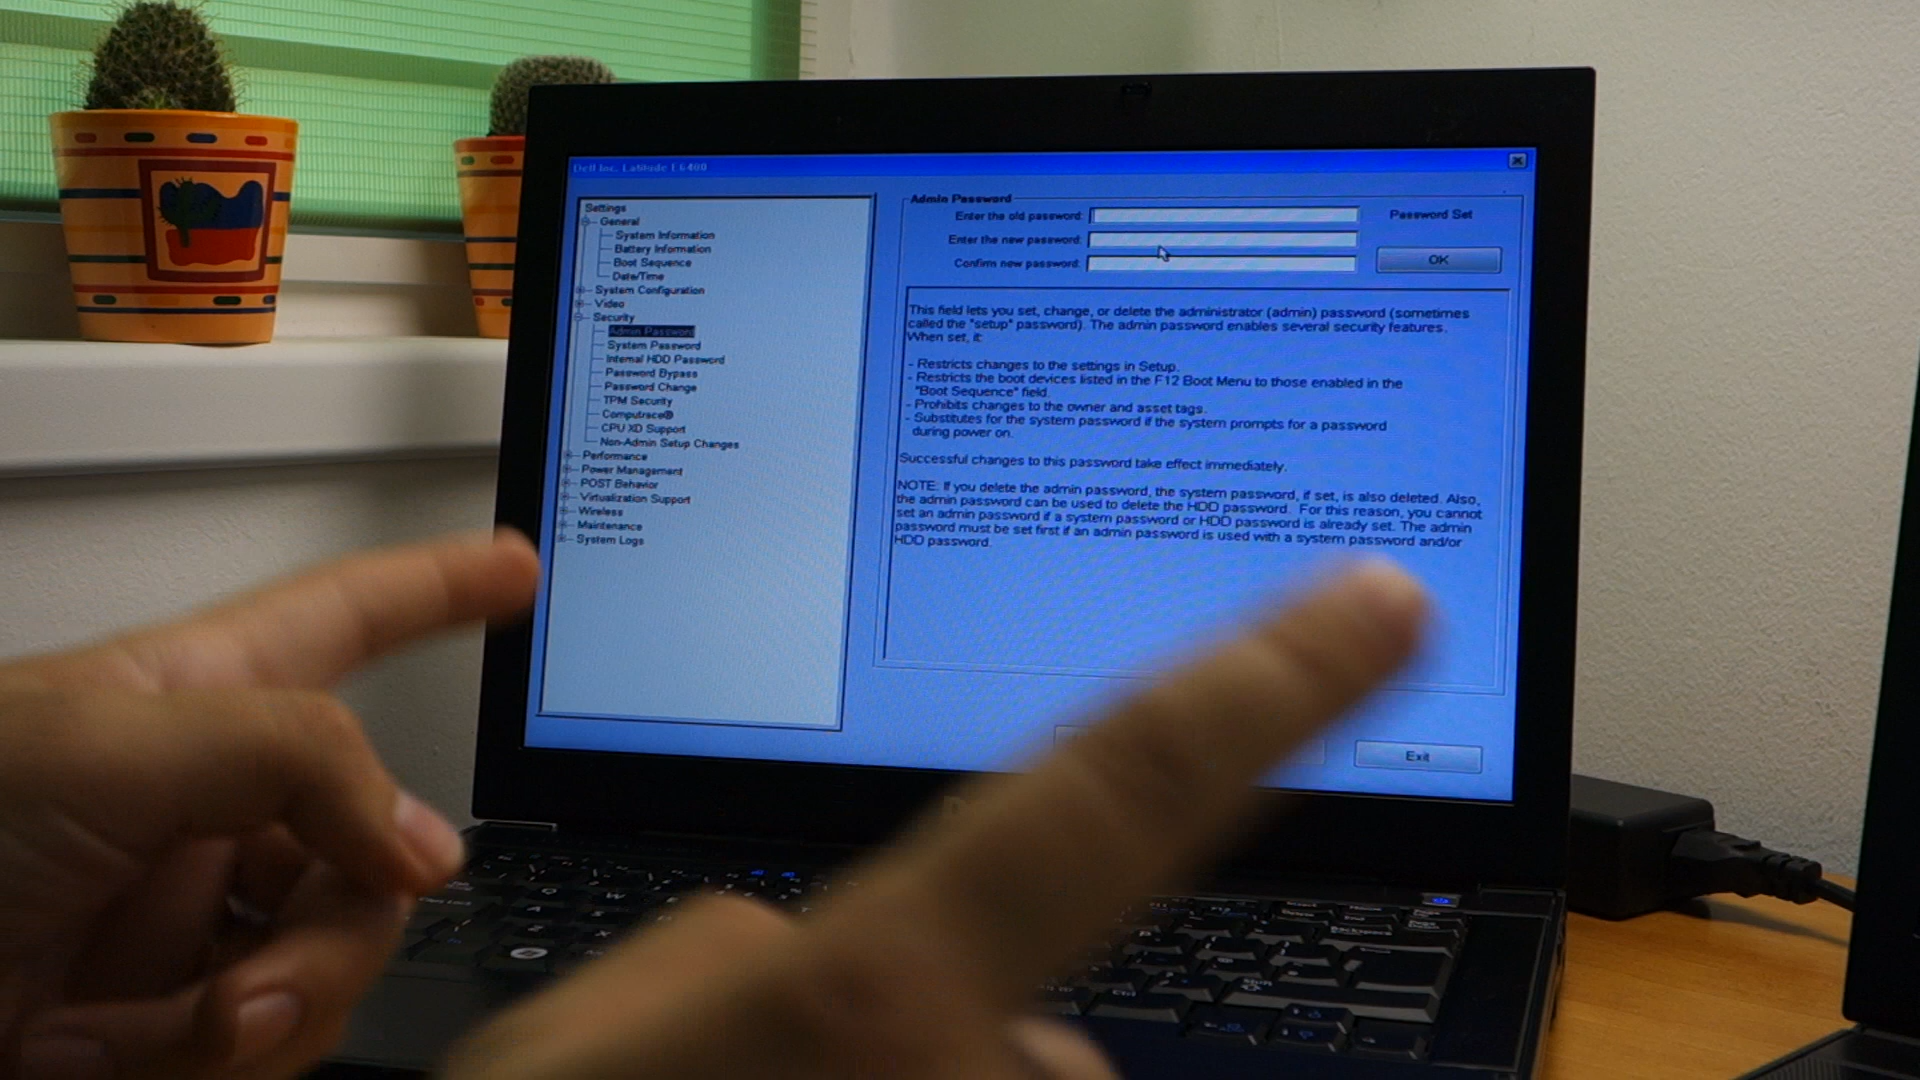 Dell Inc. Latitude E6400
Settings
General
System Information
Battery Information
Boot Sequence
Date/Time
System Configuration
Video
Security
Admin Password
System Password
Internal HDD Password
Password Bypass
Password Change
TPM Security
Computrace®
CPU XD Support
Non-Admin Setup Changes
Performance
Power Management
POST Behavior
Virtualization Support
Wireless
Maintenance
System Logs
Admin Password
Enter the old password:
Password Set
Enter the new password:
Confirm new password:
OK
This field lets you set, change, or delete the administrator (admin) password (sometimes
called the "setup" password). The admin password enables several security features.
When set, it:
- Restricts changes to the settings in Setup.
- Restricts the boot devices listed in the F12 Boot Menu to those enabled in the
"Boot Sequence" field.
- Prohibits changes to the owner and asset tags.
- Substitutes for the system password if the system prompts for a password
during power on.
Successful changes to this password take effect immediately.
NOTE: If you delete the admin password, the system password, if set, is also deleted. Also,
the admin password can be used to delete the HDD password. For this reason, you cannot
set an admin password if a system password or HDD password is already set. The admin
password must be set first if an admin password is used with a system password and/or
HDD password.
Exit
Q
W
A
S
Z
X
Backspace
Shift
Ctrl